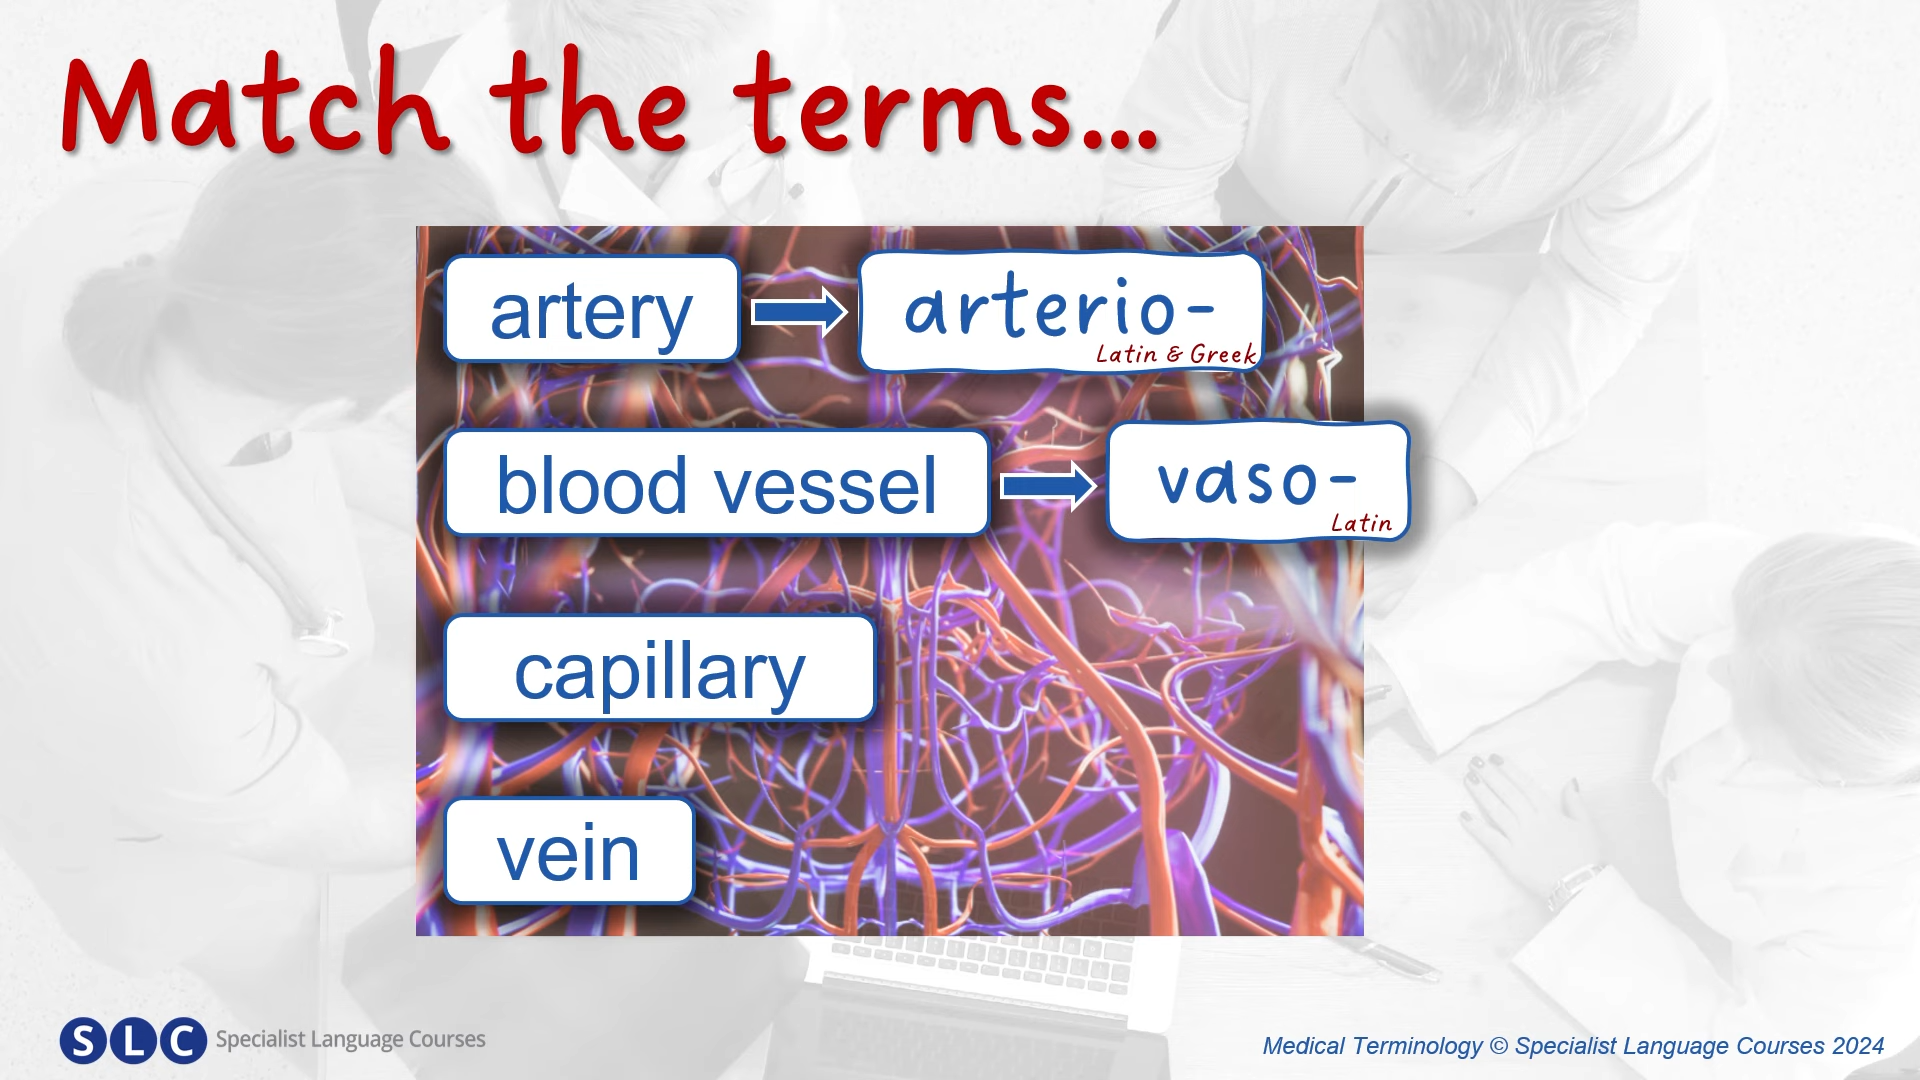 Match the terms...
artery
arterio-
Latin & Greek
blood vessel
vaso-
Latin
capillary
vein
SLC Specialist Language Courses
Medical Terminology © Specialist Language Courses 2024